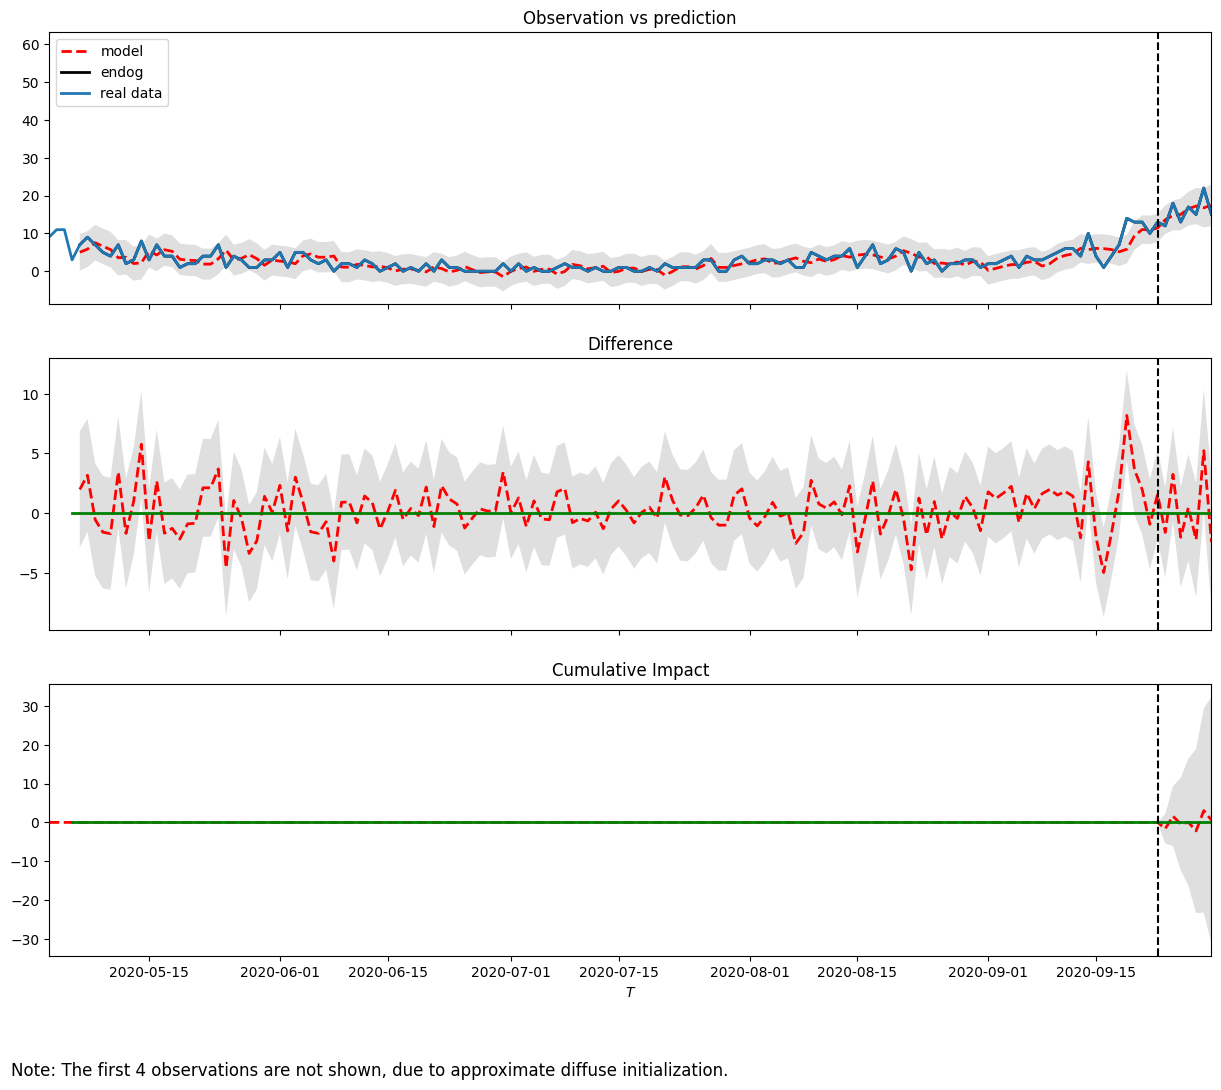 Observation vs prediction
60
50
40
30
20
10
0
model
endog
real data
Difference
10
5
0
−5
Cumulative Impact
30
20
10
0
−10
−20
−30
2020-05-15 2020-06-01 2020-06-15 2020-07-01 2020-07-15 2020-08-01 2020-08-15 2020-09-01 2020-09-15
T
Note: The first 4 observations are not shown, due to approximate diffuse initialization.